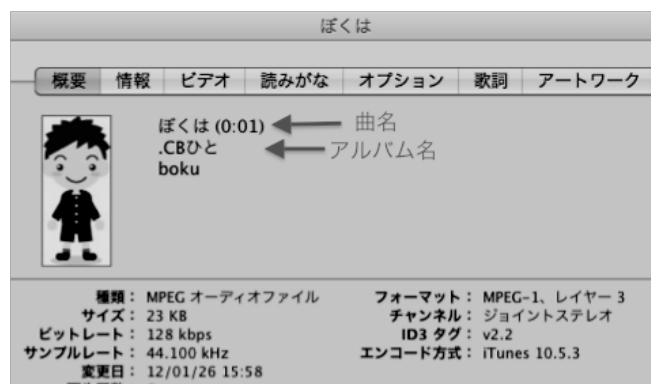 ぼくは
概要 情報 ビデオ 読みがな オプション 歌詞 アートワーク
ぼくは (0:01) 曲名
.CBひと アルバム名
boku
種類： MPEG オーディオファイル フォーマット： MPEG-1、レイヤー 3
サイズ： 23 KB チャンネル： ジョイントステレオ
ビットレート： 128 kbps ID3 タグ： v2.2
サンプルレート： 44.100 kHz エンコード方式： iTunes 10.5.3
変更日： 12/01/26 15:58